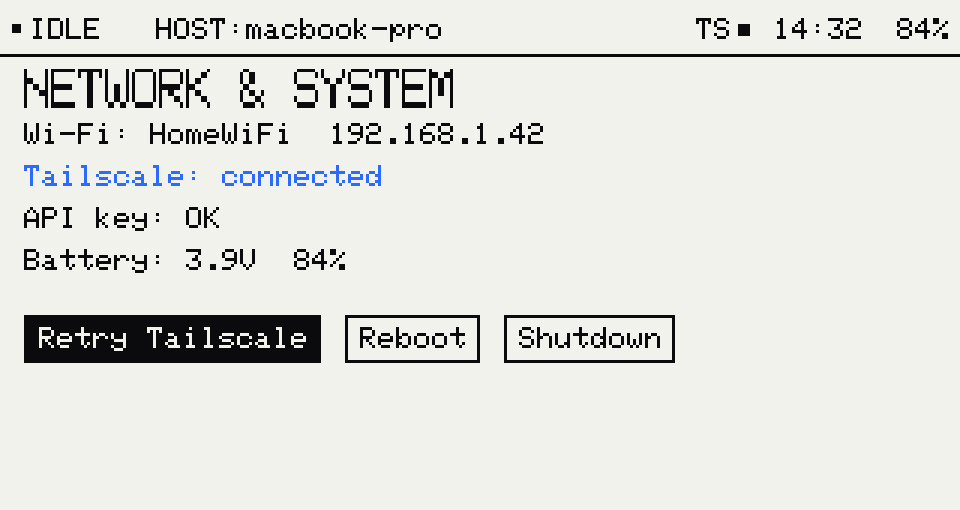 IDLE HOST:macbook-pro TS 14:32 84%
NETWORK & SYSTEM
Wi-Fi: HomeWiFi 192.168.1.42
Tailscale: connected
API key: OK
Battery: 3.9V 84%
Retry Tailscale Reboot Shutdown